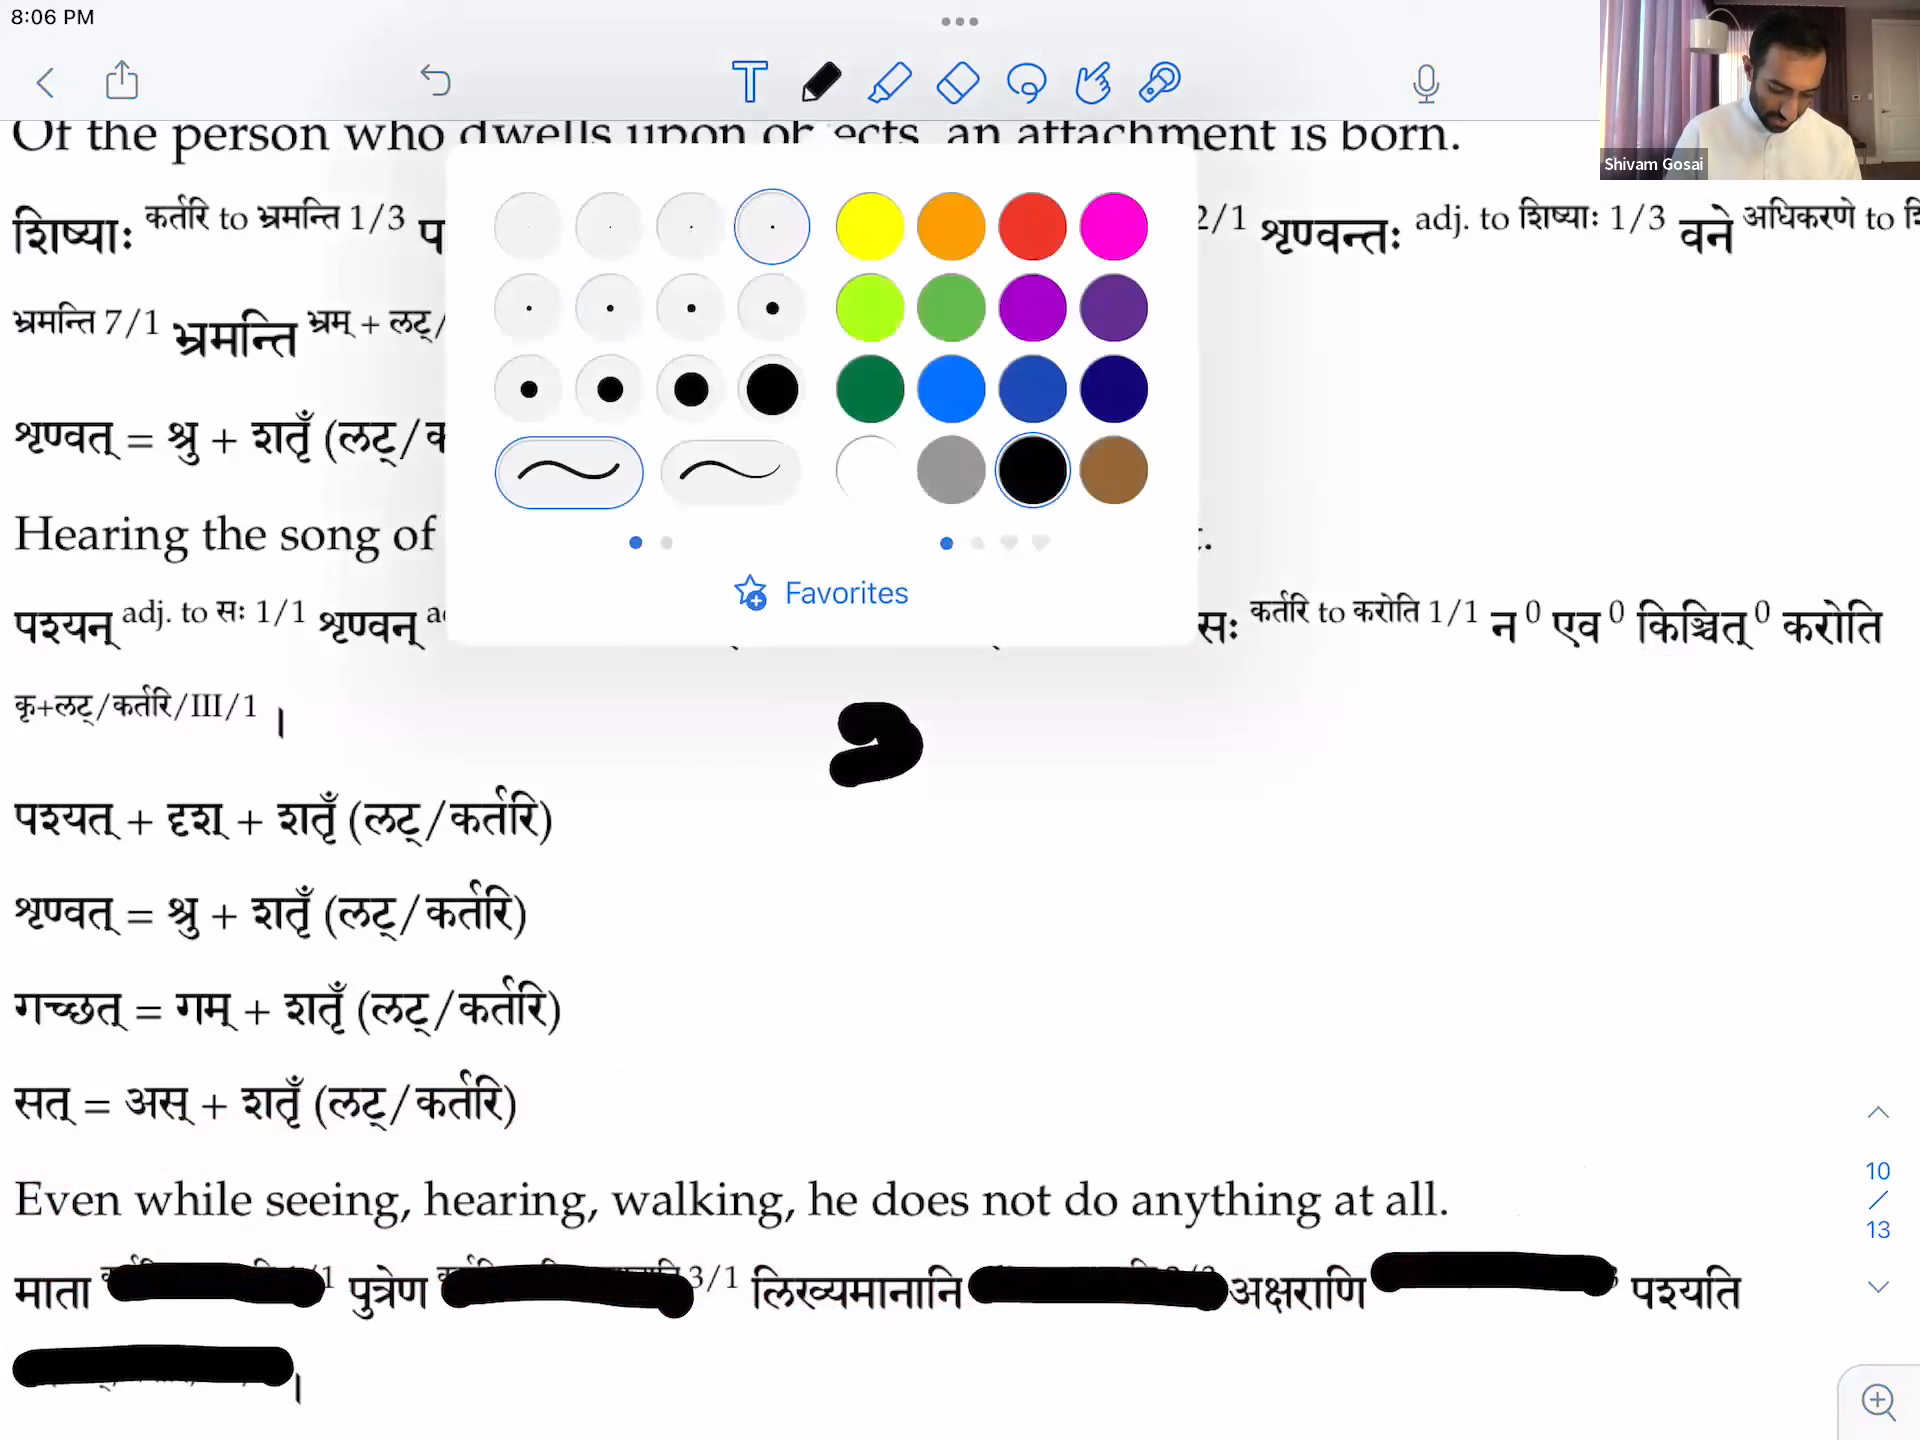 8:06 PM
Shivam Gosai
Of the person who dwells upon objects, an attachment is born.
शिष्याः कर्तरि to भ्रमन्ति 1/3 2/1 शृण्वन्तः adj. to शिष्याः 1/3 वने अधिकरणे to
भ्रमन्ति 7/1 भ्रमन्ति भ्रम् + लट्/
शृण्वत् = श्रु + शतृँ (लट्/
Hearing the song of
Favorites
पश्यन् adj. to सः 1/1 शृण्वन् सः कर्तरि to करोति 1/1 न 0 एव 0 किञ्चित् 0 करोति
कृ+लट्/कर्तरि/III/1 ।
पश्यत् + दृश् + शतृँ (लट्/कर्तरि)
शृण्वत् = श्रु + शतृँ (लट्/कर्तरि)
गच्छत् = गम् + शतृँ (लट्/कर्तरि)
सत् = अस् + शतृँ (लट्/कर्तरि)
Even while seeing, hearing, walking, he does not do anything at all.
माता पुत्रेण 3/1 लिख्यमानानि अक्षराणि पश्यति
।
10
/
13